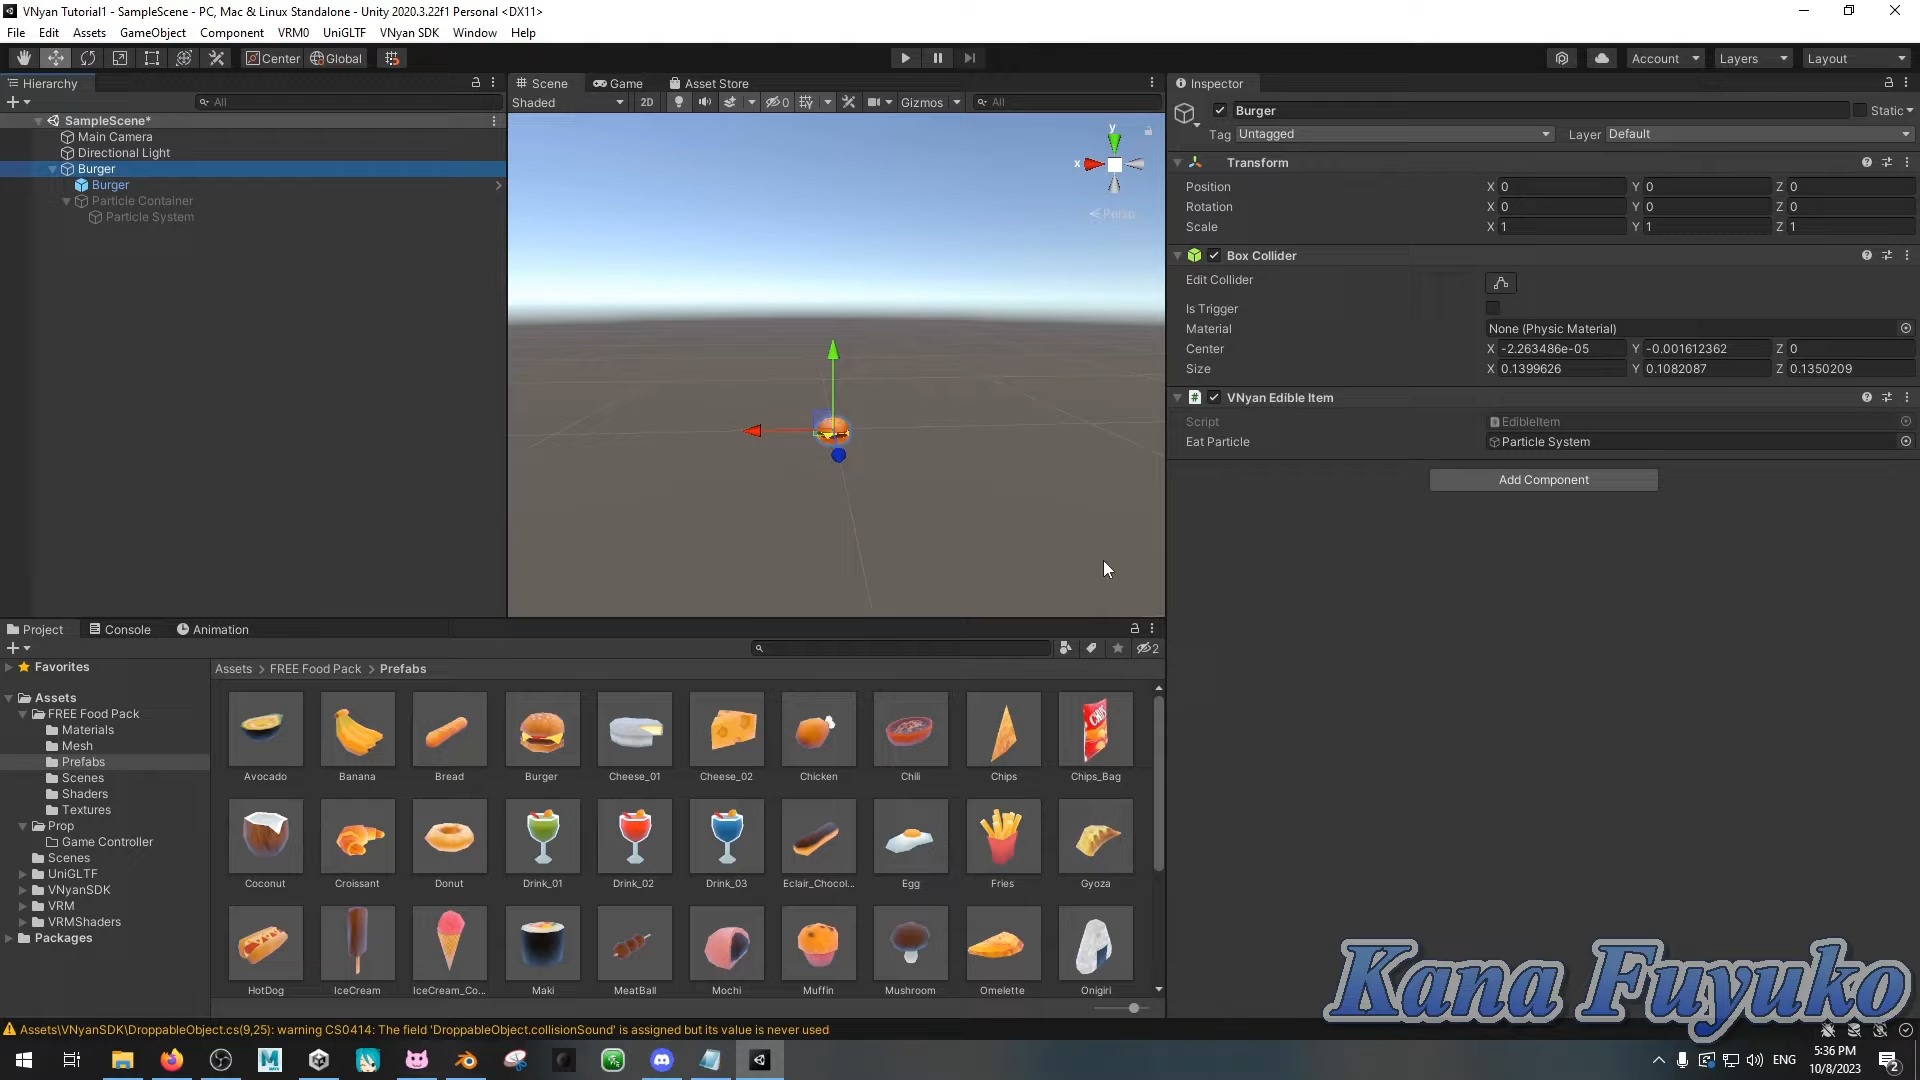 VNyan Tutorial1 - SampleScene - PC, Mac & Linux Standalone - Unity 2020.3.22f1 Personal <DX11>
File Edit Assets GameObject Component VRM0 UniGLTF VNyan SDK Window Help
Center Global Account Layers Layout
Hierarchy
All
SampleScene*
Main Camera
Directional Light
Burger
Burger
Particle Container
Particle System
Scene Game Asset Store
Shaded 2D 0 Gizmos All
y
x
Persp
Inspector
Burger Static
Tag Untagged Layer Default
Transform
Position X 0 Y 0 Z 0
Rotation X 0 Y 0 Z 0
Scale X 1 Y 1 Z 1
Box Collider
Edit Collider
Is Trigger
Material None (Physic Material)
Center X -2.263486e-05 Y -0.001612362 Z 0
Size X 0.1399626 Y 0.1082087 Z 0.1350209
VNyan Edible Item
Script EdibleItem
Eat Particle Particle System
Add Component
Project Console Animation
2
Favorites
Assets
FREE Food Pack
Materials
Mesh
Prefabs
Scenes
Shaders
Textures
Prop
Game Controller
Scenes
UniGLTF
VNyanSDK
VRM
VRMShaders
Packages
Assets > FREE Food Pack > Prefabs
Avocado Banana Bread Burger Cheese_01 Cheese_02 Chicken Chili Chips Chips_Bag
Coconut Croissant Donut Drink_01 Drink_02 Drink_03 Eclair_Chocol... Egg Fries Gyoza
HotDog IceCream IceCream_Co... Maki MeatBall Mochi Muffin Mushroom Omelette Onigiri
Kana Fuyuko
Assets\VNyanSDK\DroppableObject.cs(9,25): warning CS0414: The field 'DroppableObject.collisionSound' is assigned but its value is never used
ENG
5:36 PM
10/8/2023
2